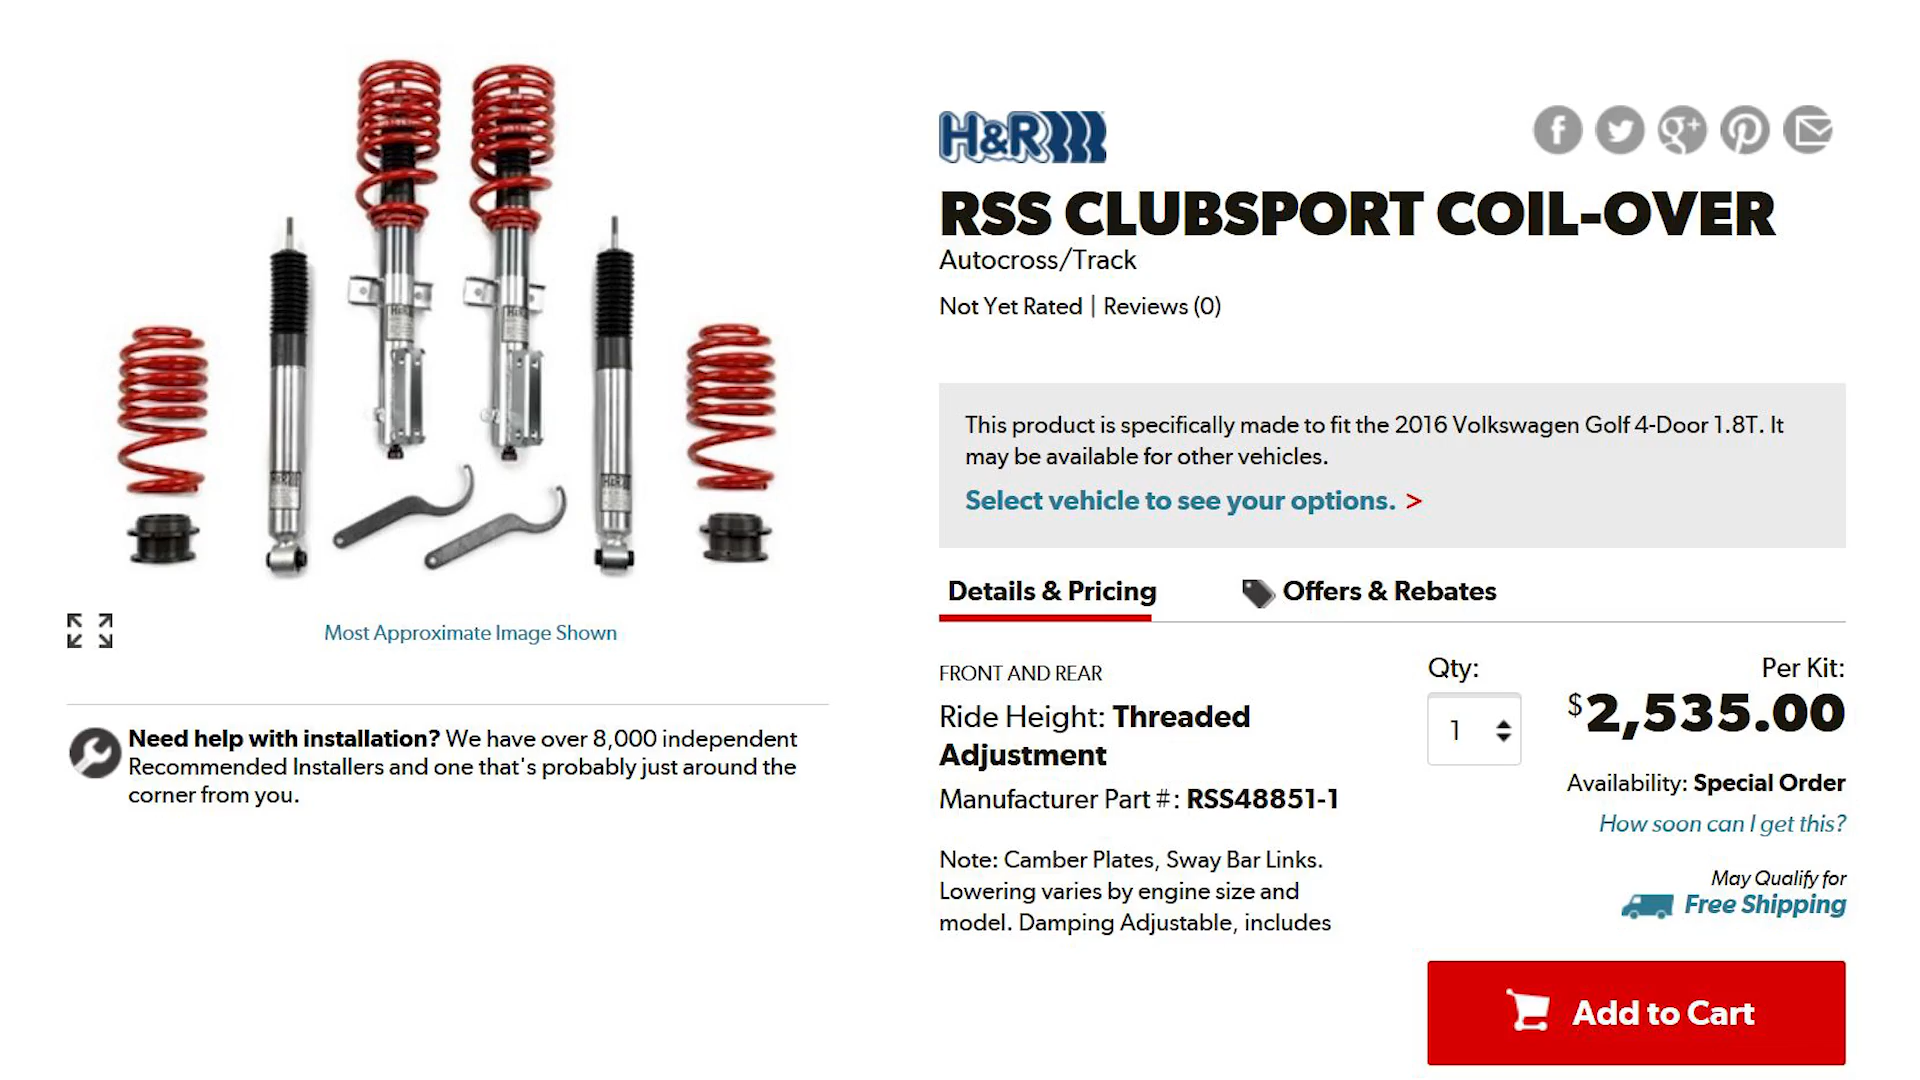 H&R
RSS CLUBSPORT COIL-OVER
Autocross/Track
Not Yet Rated | Reviews (0)
This product is specifically made to fit the 2016 Volkswagen Golf 4-Door 1.8T. It
may be available for other vehicles.
Select vehicle to see your options. >
Details & Pricing
Offers & Rebates
FRONT AND REAR
Ride Height: Threaded
Adjustment
Manufacturer Part #: RSS48851-1
Note: Camber Plates, Sway Bar Links.
Lowering varies by engine size and
model. Damping Adjustable, includes
Qty:
1
Per Kit:
$2,535.00
Availability: Special Order
How soon can I get this?
May Qualify for
Free Shipping
Add to Cart
H&R
H&R
H&R
H&R
Most Approximate Image Shown
Need help with installation? We have over 8,000 independent
Recommended Installers and one that's probably just around the
corner from you.